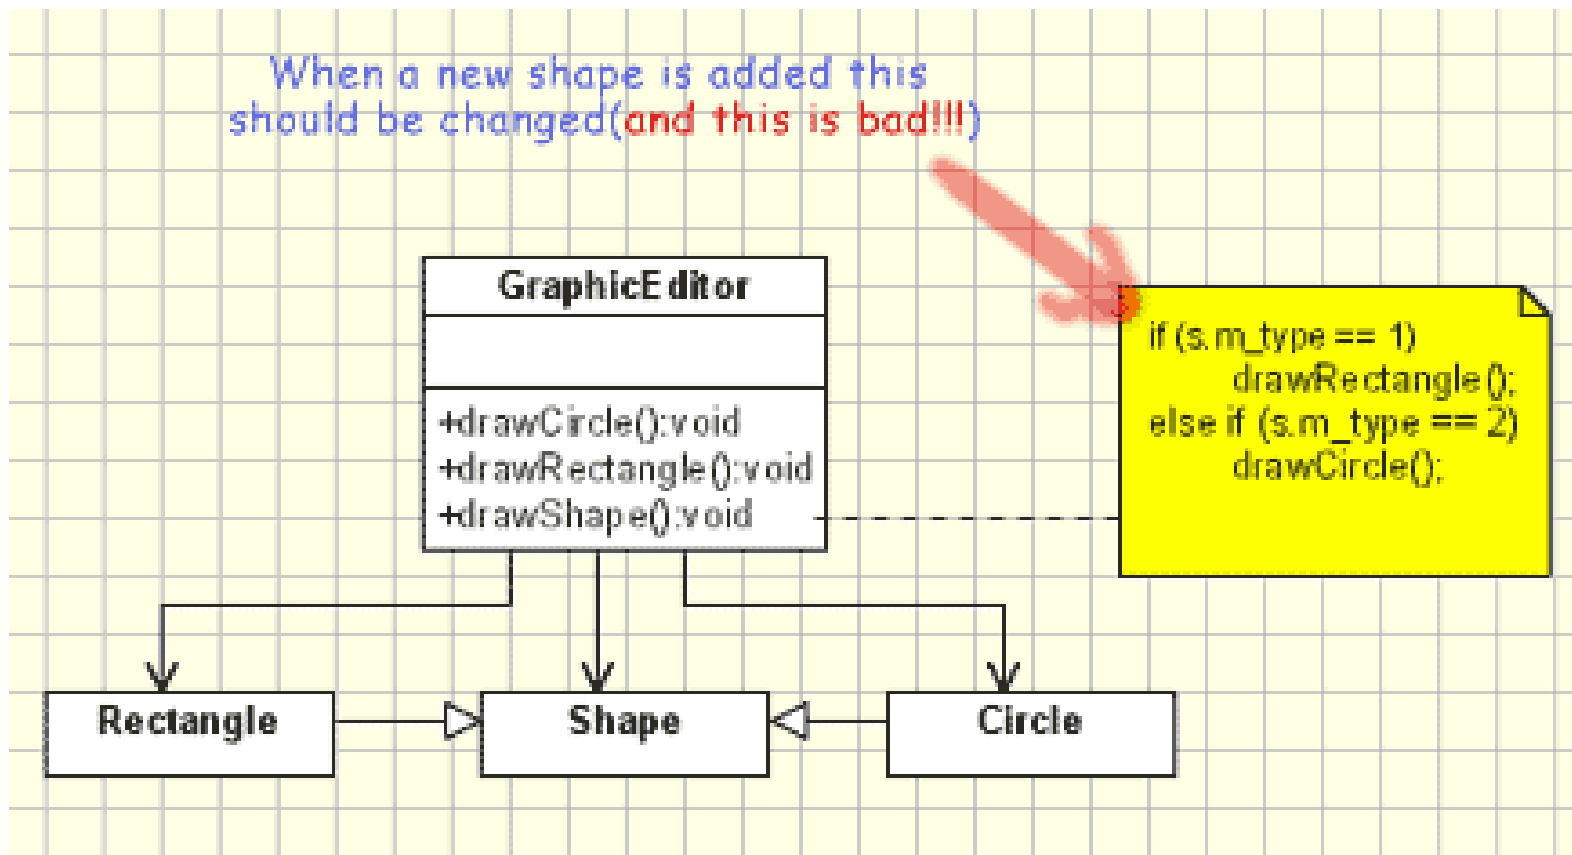 When a new shape is added this
should be changed(and this is bad!!!)
GraphicEditor
+drawCircle():void
+drawRectangle():void
+drawShape():void
if (s.m_type == 1)
drawRectangle();
else if (s.m_type == 2)
drawCircle();
Rectangle
Shape
Circle